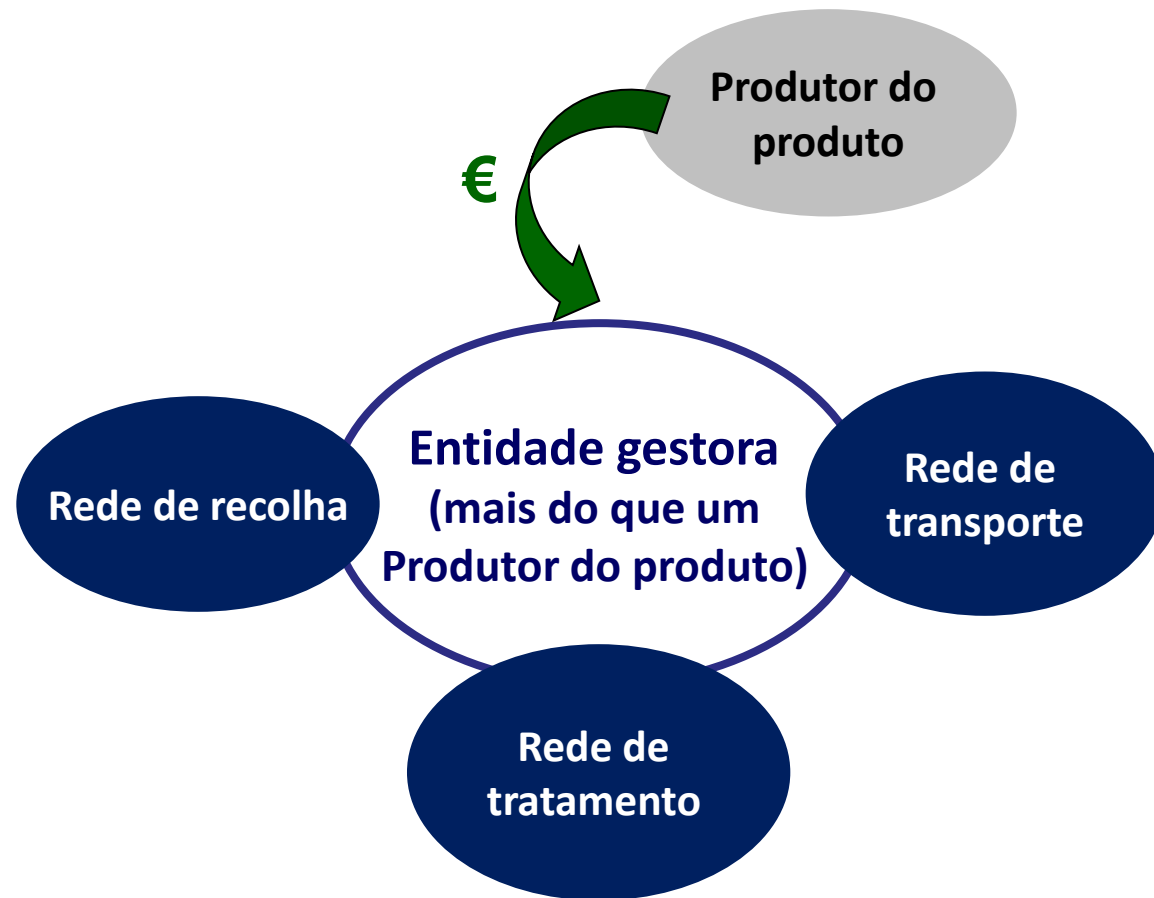 Produtor do
produto
€
Entidade gestora
(mais do que um
Produtor do produto)
Rede de recolha
Rede de
transporte
Rede de
tratamento